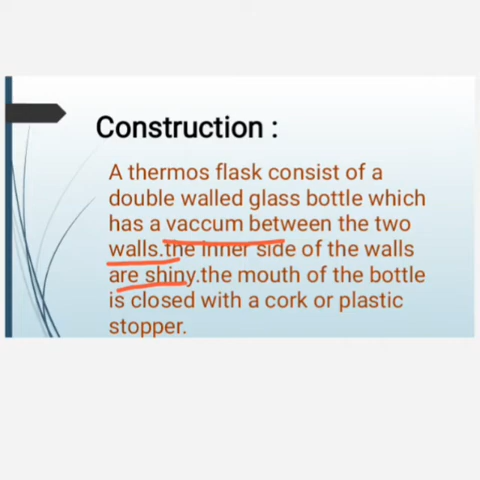 Construction :
A thermos flask consist of a
double walled glass bottle which
has a vaccum between the two
walls.the inner side of the walls
are shiny.the mouth of the bottle
is closed with a cork or plastic
stopper.